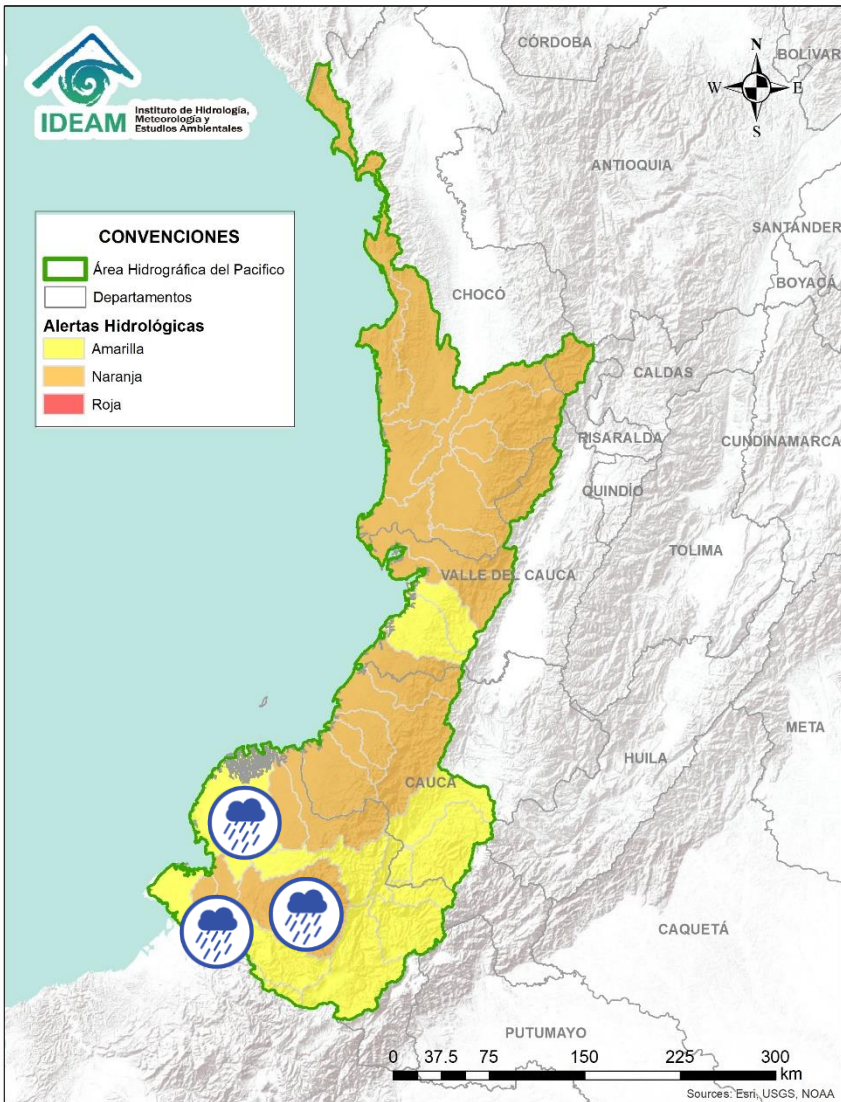 IDEAM
Instituto de Hidrología,
Meteorología y
Estudios Ambientales
CÓRDOBA
BOLÍVAR
N
W
E
S
ANTIOQUIA
SANTANDER
BOYACÁ
CONVENCIONES
Área Hidrográfica del Pacifico
Departamentos
Alertas Hidrológicas
Amarilla
Naranja
Roja
CHOCÓ
CALDAS
RISARALDA
CUNDINAMARCA
QUINDÍO
TOLIMA
VALLE DEL CAUCA
META
HUILA
CAUCA
CAQUETÁ
PUTUMAYO
0 37.5 75 150 225 300
km
Sources: Esri, USGS, NOAA